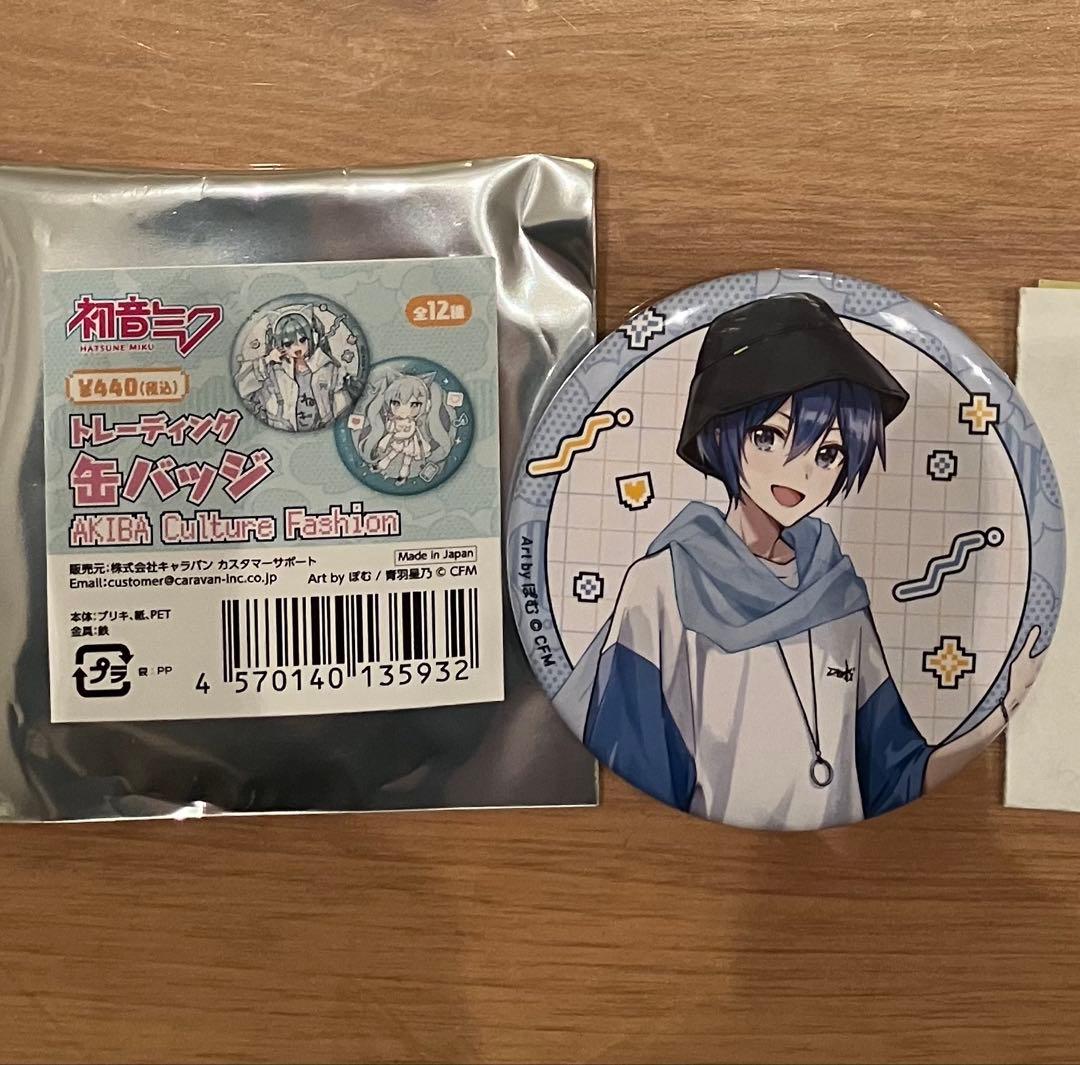 初音ミク
HATSUNE MIKU
全12種
¥440(税込)
トレーディング
缶バッジ
AKIBA Culture Fashion
販売元:株式会社キャラバン カスタマーサポート
Made in Japan
Email:customer@caravan-inc.co.jp
Art by ぽむ / 青羽星乃 © CFM
本体:ブリキ、紙、PET
金具:鉄
プラ
袋:PP
4 570140 135932
Art by ぽむ © CFM